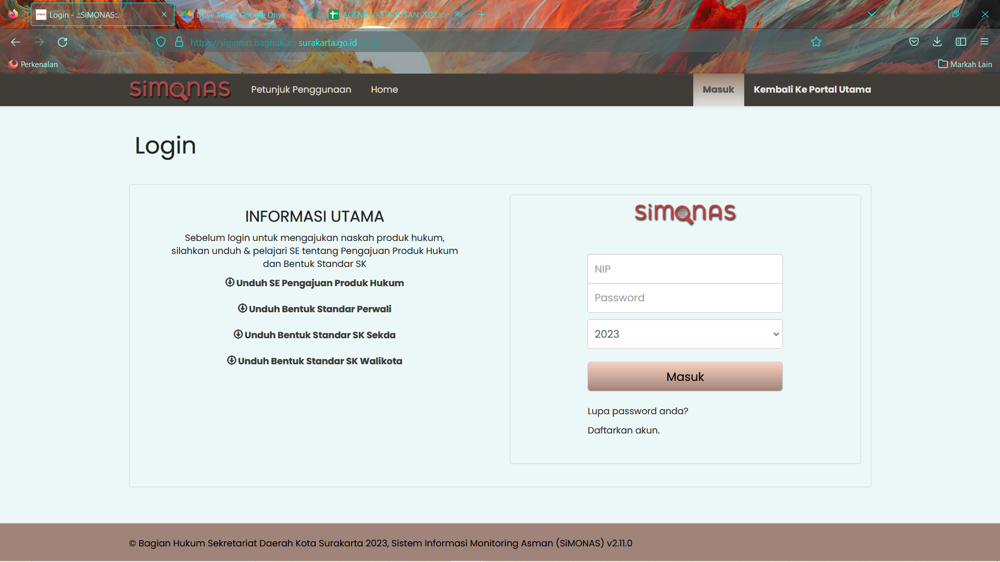 Login - .::SiMONAS::.
Drive Saya - Google Drive
AGENDA KEPUTUSAN 2022.xls
https://simonas.baghukum.surakarta.go.id/login
Perkenalan
Markah Lain
SiMONAS
Petunjuk Penggunaan
Home
Masuk
Kembali Ke Portal Utama
Login
INFORMASI UTAMA
Sebelum login untuk mengajukan naskah produk hukum,
silahkan unduh & pelajari SE tentang Pengajuan Produk Hukum
dan Bentuk Standar SK
Unduh SE Pengajuan Produk Hukum
Unduh Bentuk Standar Perwali
Unduh Bentuk Standar SK Sekda
Unduh Bentuk Standar SK Walikota
SiMONAS
NIP
Password
2023
Masuk
Lupa password anda?
Daftarkan akun.
© Bagian Hukum Sekretariat Daerah Kota Surakarta 2023, Sistem Informasi Monitoring Asman (SiMONAS) v2.11.0